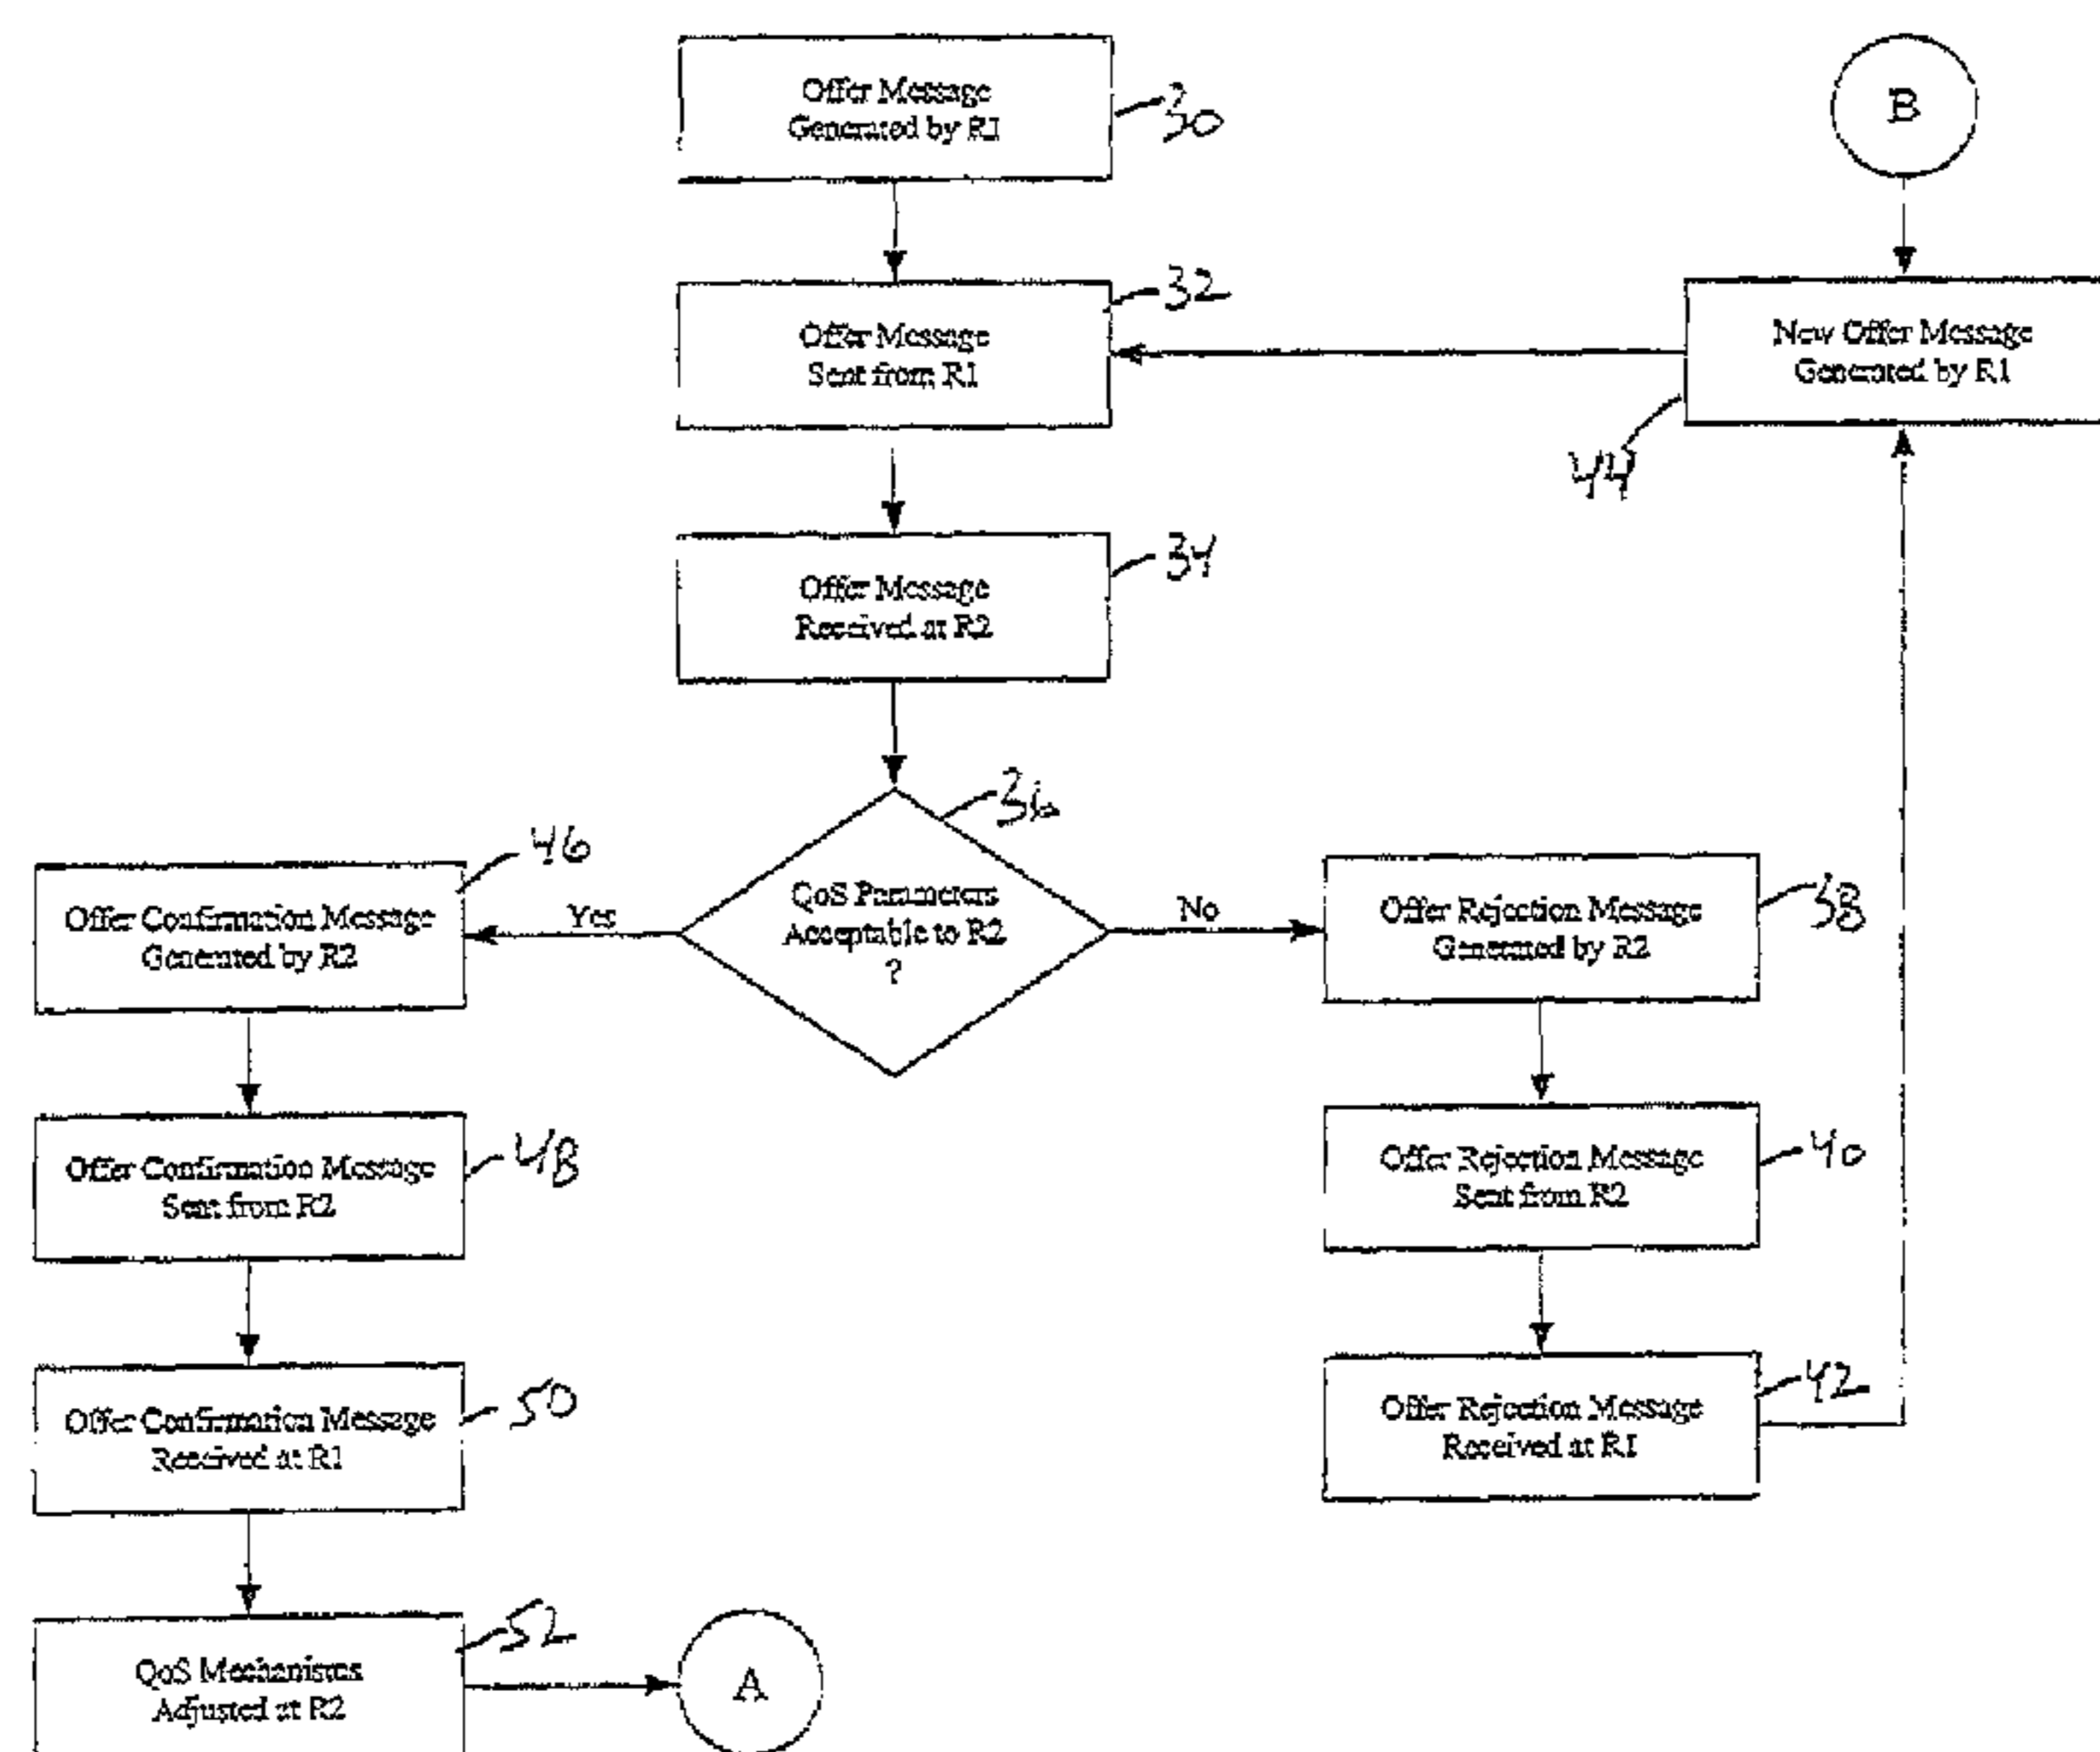 Offer Message
Generated by R1
30
B
Offer Message
Sent from R1
32
New Offer Message
Generated by R1
44
Offer Message
Received at R2
34
QoS Parameters
Acceptable to R2
?
36
Yes
No
Offer Confirmation Message
Generated by R2
46
Offer Rejection Message
Generated by R2
38
Offer Confirmation Message
Sent from R2
48
Offer Rejection Message
Sent from R2
40
Offer Confirmation Message
Received at R1
50
Offer Rejection Message
Received at R1
42
QoS Mechanisms
Adjusted at R2
52
A